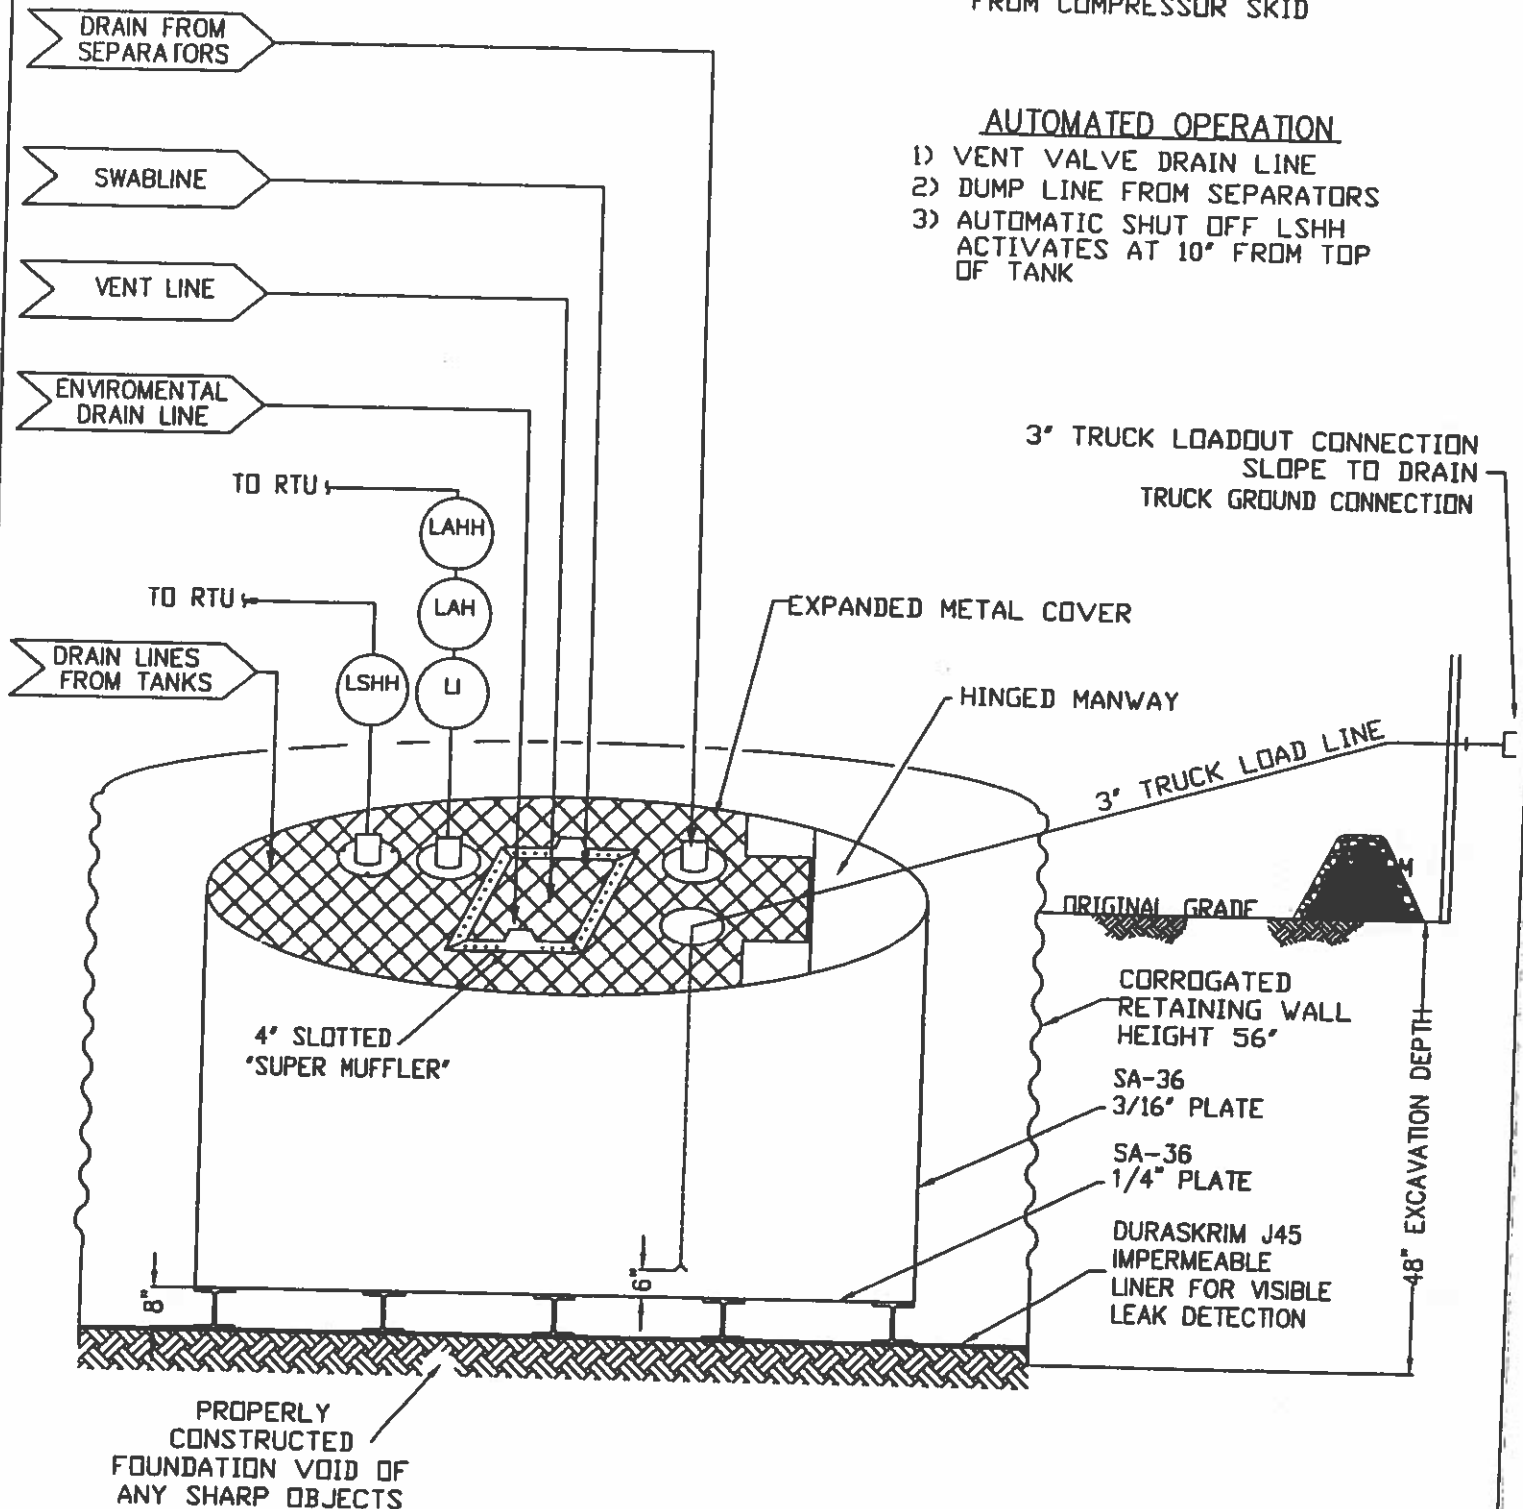 FROM COMPRESSOR SKID
DRAIN FROM
SEPARATORS
AUTOMATED OPERATION
1) VENT VALVE DRAIN LINE
2) DUMP LINE FROM SEPARATORS
3) AUTOMATIC SHUT OFF LSHH
ACTIVATES AT 10" FROM TOP
OF TANK
SWABLINE
VENT LINE
ENVIROMENTAL
DRAIN LINE
3" TRUCK LOADOUT CONNECTION
SLOPE TO DRAIN
TRUCK GROUND CONNECTION
TO RTU
LAHH
TO RTU
LAH
EXPANDED METAL COVER
DRAIN LINES
FROM TANKS
LSHH
LI
HINGED MANWAY
3" TRUCK LOAD LINE
ORIGINAL GRADE
4" SLOTTED
"SUPER MUFFLER"
CORROGATED
RETAINING WALL
HEIGHT 56"
SA-36
3/16" PLATE
SA-36
1/4" PLATE
48" EXCAVATION DEPTH
DURASKRIM J45
IMPERMEABLE
LINER FOR VISIBLE
LEAK DETECTION
8"
6"
PROPERLY
CONSTRUCTED
FOUNDATION VOID OF
ANY SHARP OBJECTS